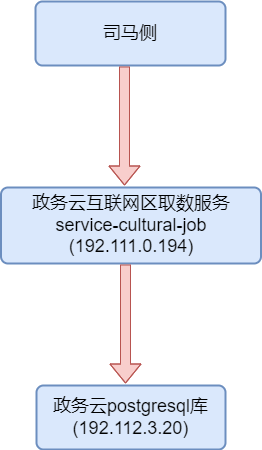 司马侧
政务云互联网区取数服务
service-cultural-job
(192.111.0.194)
政务云postgresql库
(192.112.3.20)